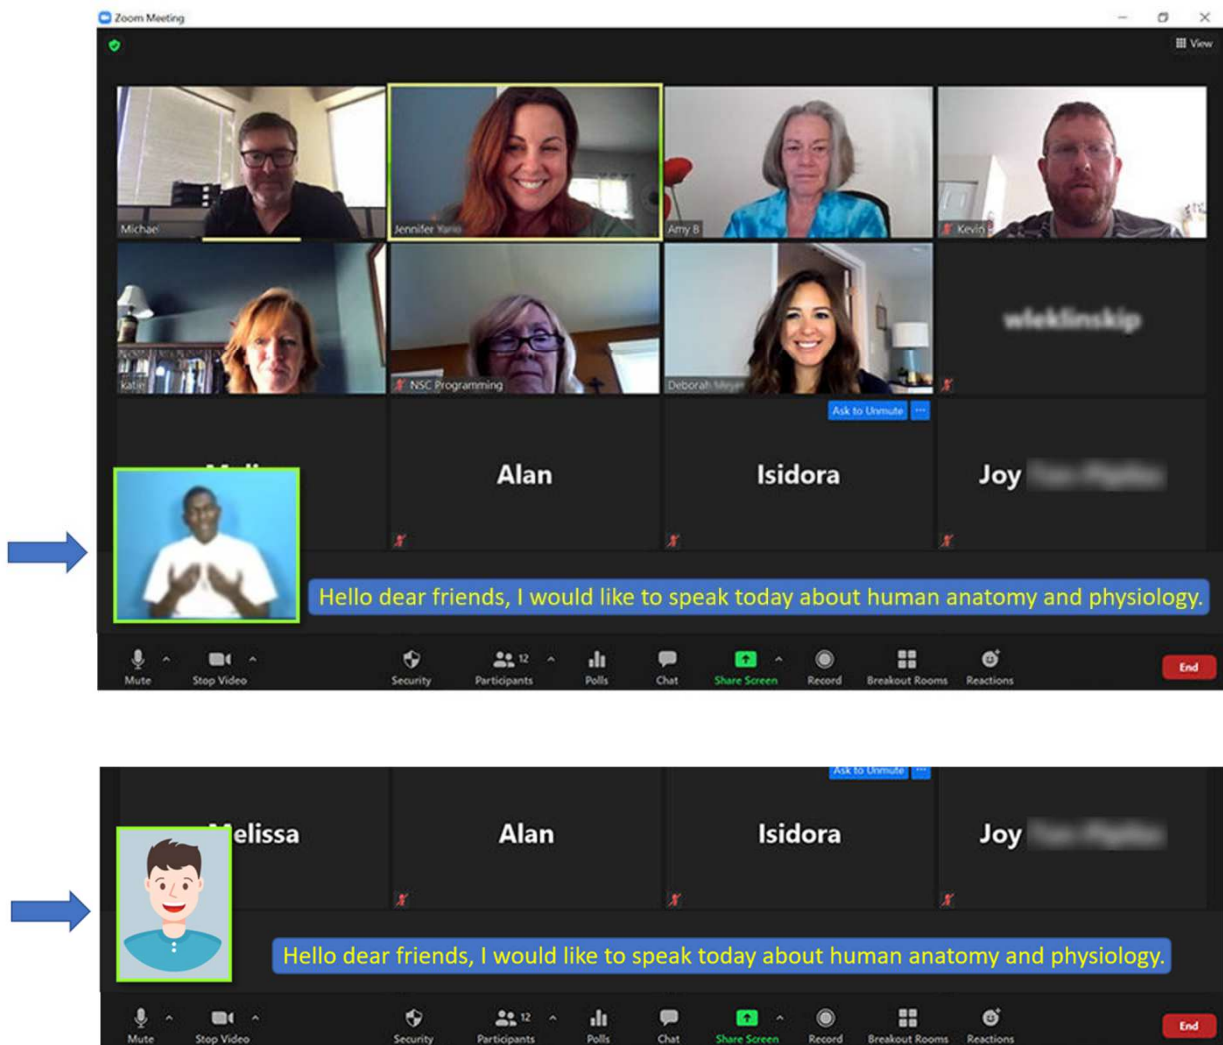 Zoom Meeting
View
Michael
Jennifer
Amy B
Kevin
katie
NSC Programming
Deborah Meyer
wleklinskip
Ask to Unmute ...
Alan
Isidora
Joy
Hello dear friends, I would like to speak today about human anatomy and physiology.
Mute
Stop Video
Security
12
Participants
Polls
Chat
Share Screen
Record
Breakout Rooms
Reactions
End
Ask to Unmute ...
elissa
Alan
Isidora
Joy
Hello dear friends, I would like to speak today about human anatomy and physiology.
Mute
Stop Video
Security
12
Participants
Polls
Chat
Share Screen
Record
Breakout Rooms
Reactions
End